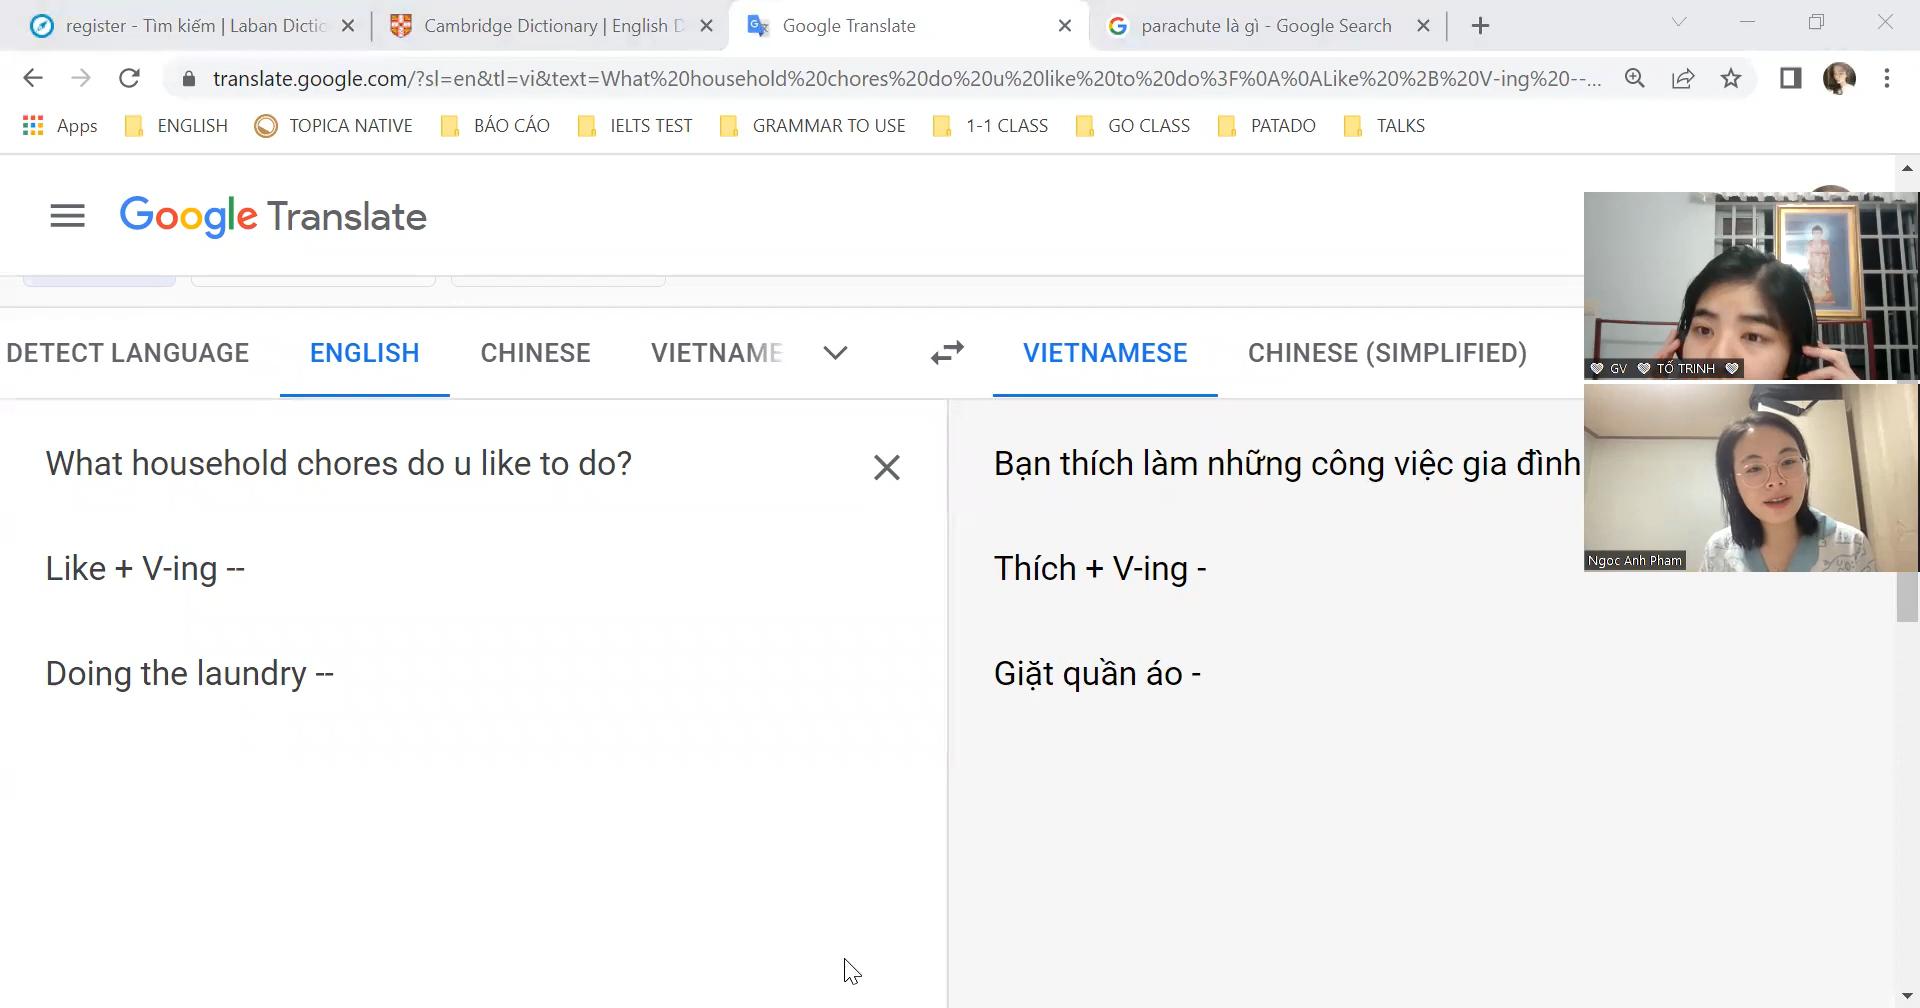 register - Tìm kiếm | Laban Dictio
Cambridge Dictionary | English D
Google Translate
parachute là gì - Google Search
translate.google.com/?sl=en&tl=vi&text=What%20household%20chores%20do%20u%20like%20to%20do%3F%0A%0ALike%20%2B%20V-ing%20--...
Apps
ENGLISH
TOPICA NATIVE
BÁO CÁO
IELTS TEST
GRAMMAR TO USE
1-1 CLASS
GO CLASS
PATADO
TALKS
Google Translate
DETECT LANGUAGE
ENGLISH
CHINESE
VIETNAME
VIETNAMESE
CHINESE (SIMPLIFIED)
GV TỐ TRINH
What household chores do u like to do?
Bạn thích làm những công việc gia đình
Ngoc Anh Pham
Like + V-ing --
Thích + V-ing -
Doing the laundry --
Giặt quần áo -